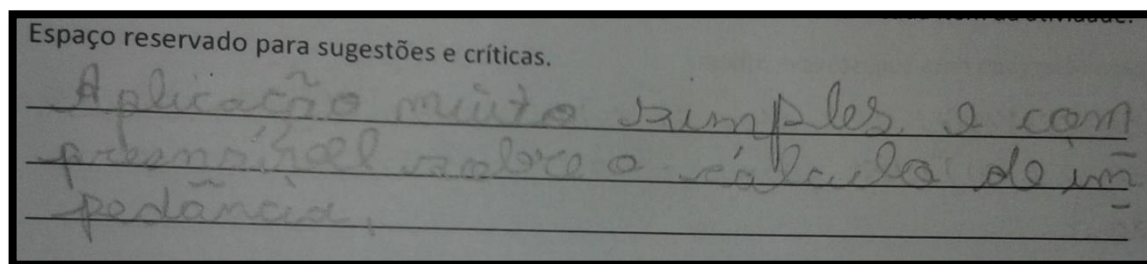 Espaço reservado para sugestões e críticas.
Aplicação muito simples e com
preensível sobre o cálculo de im
pedância.